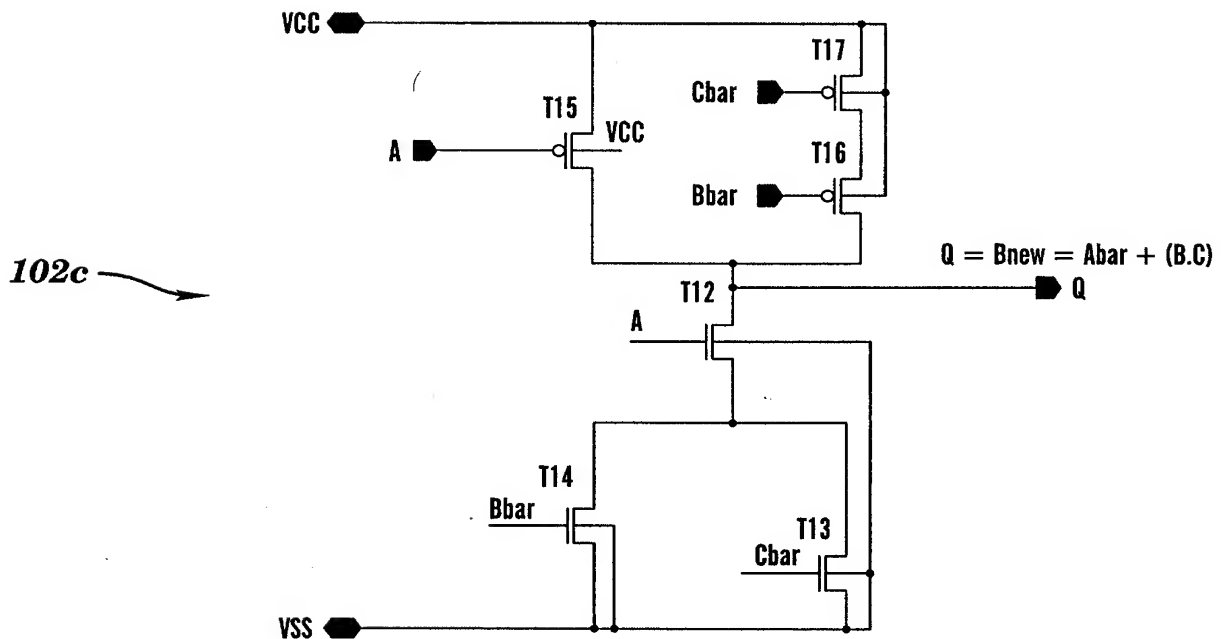 VCC
T17
Cbar
T15
VCC
A
T16
Bbar
102c
Q = Bnew = Abar + (B.C)
T12
Q
A
T14
Bbar
T13
Cbar
VSS